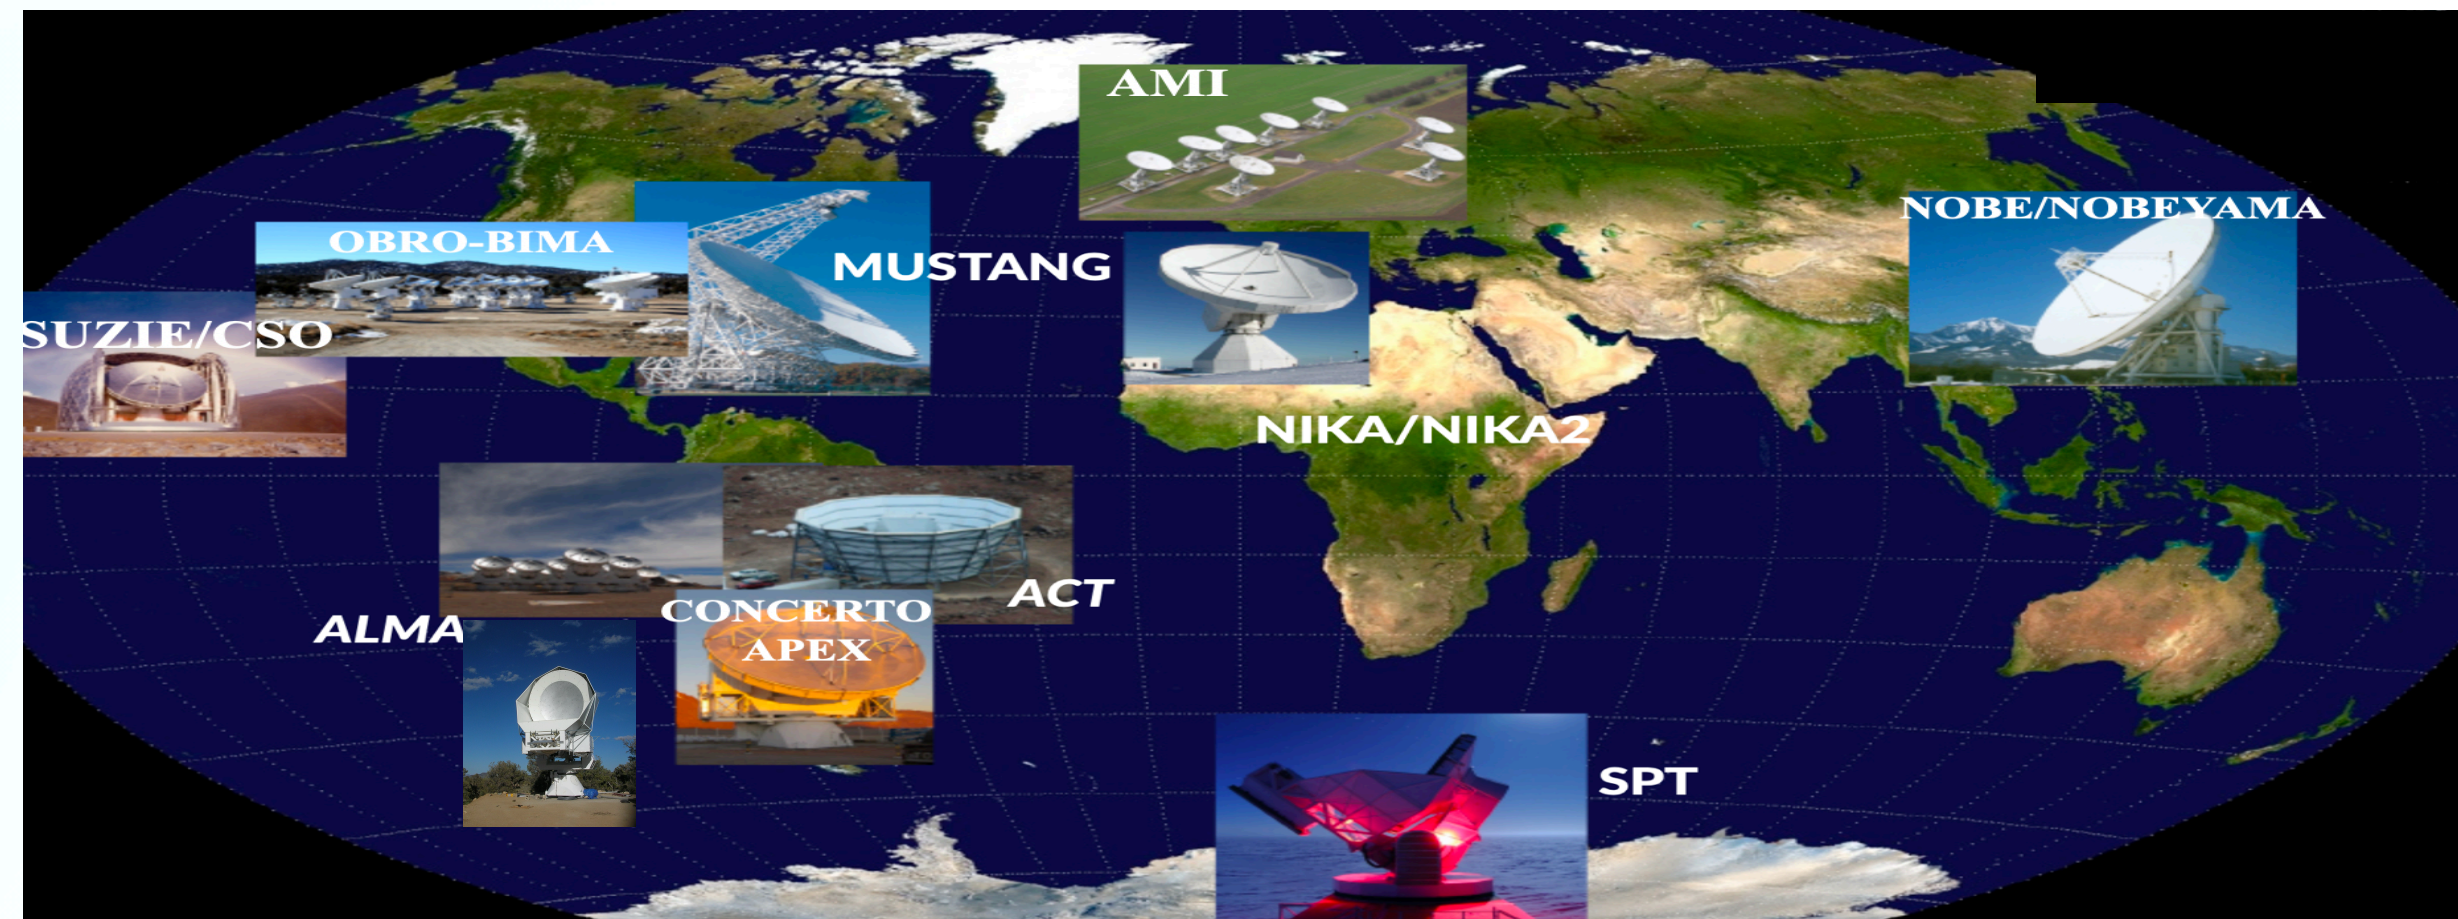 AMI
NOBE/NOBEYAMA
OBRO-BIMA
MUSTANG
SUZIE/CSO
NIKA/NIKA2
ACT
CONCERTO
APEX
ALMA
SPT